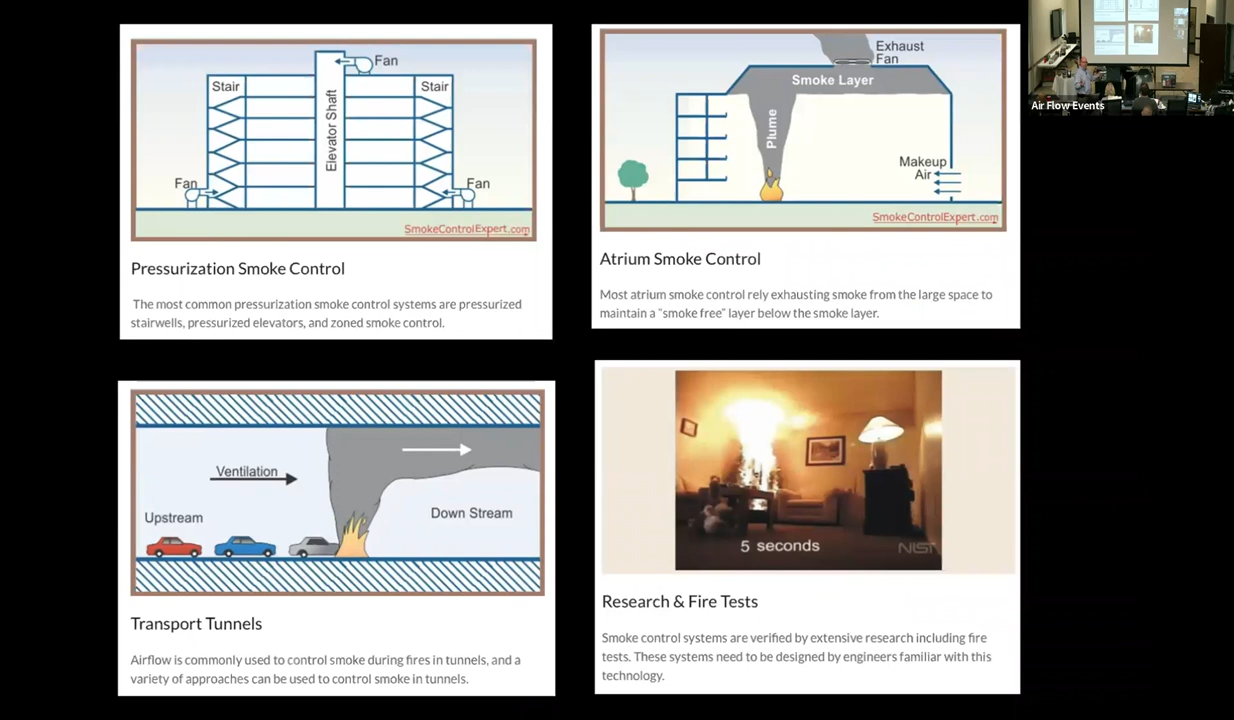 Stair
Fan
Stair
Elevator Shaft
Fan
Fan
SmokeControlExpert.com
Pressurization Smoke Control
The most common pressurization smoke control systems are pressurized
stairwells, pressurized elevators, and zoned smoke control.
Exhaust
Fan
Smoke Layer
Plume
Makeup
Air
SmokeControlExpert.com
Atrium Smoke Control
Most atrium smoke control rely exhausting smoke from the large space to
maintain a "smoke free" layer below the smoke layer.
Air Flow Events
Ventilation
Upstream
Down Stream
Transport Tunnels
Airflow is commonly used to control smoke during fires in tunnels, and a
variety of approaches can be used to control smoke in tunnels.
5 seconds
NIST
Research & Fire Tests
Smoke control systems are verified by extensive research including fire
tests. These systems need to be designed by engineers familiar with this
technology.